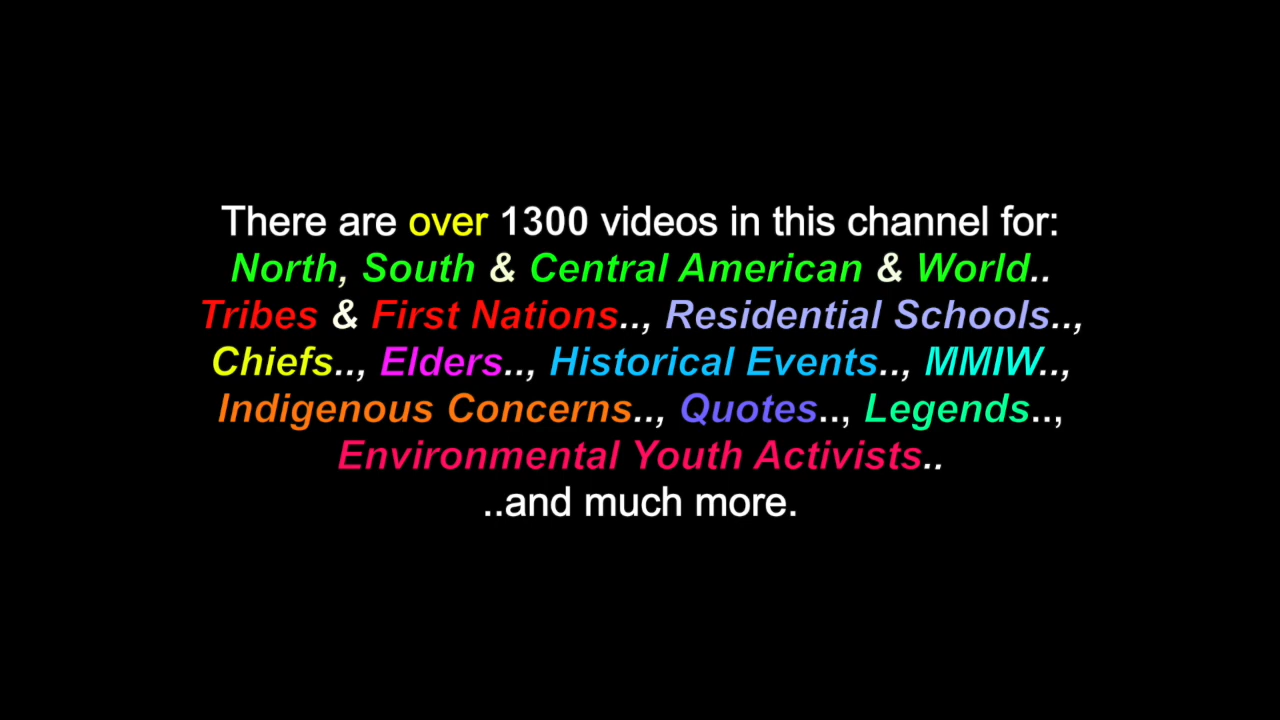 There are over 1300 videos in this channel for:
North, South & Central American & World..
Tribes & First Nations.., Residential Schools..,
Chiefs.., Elders.., Historical Events.., MMIW..,
Indigenous Concerns.., Quotes.., Legends..,
Environmental Youth Activists..
..and much more.